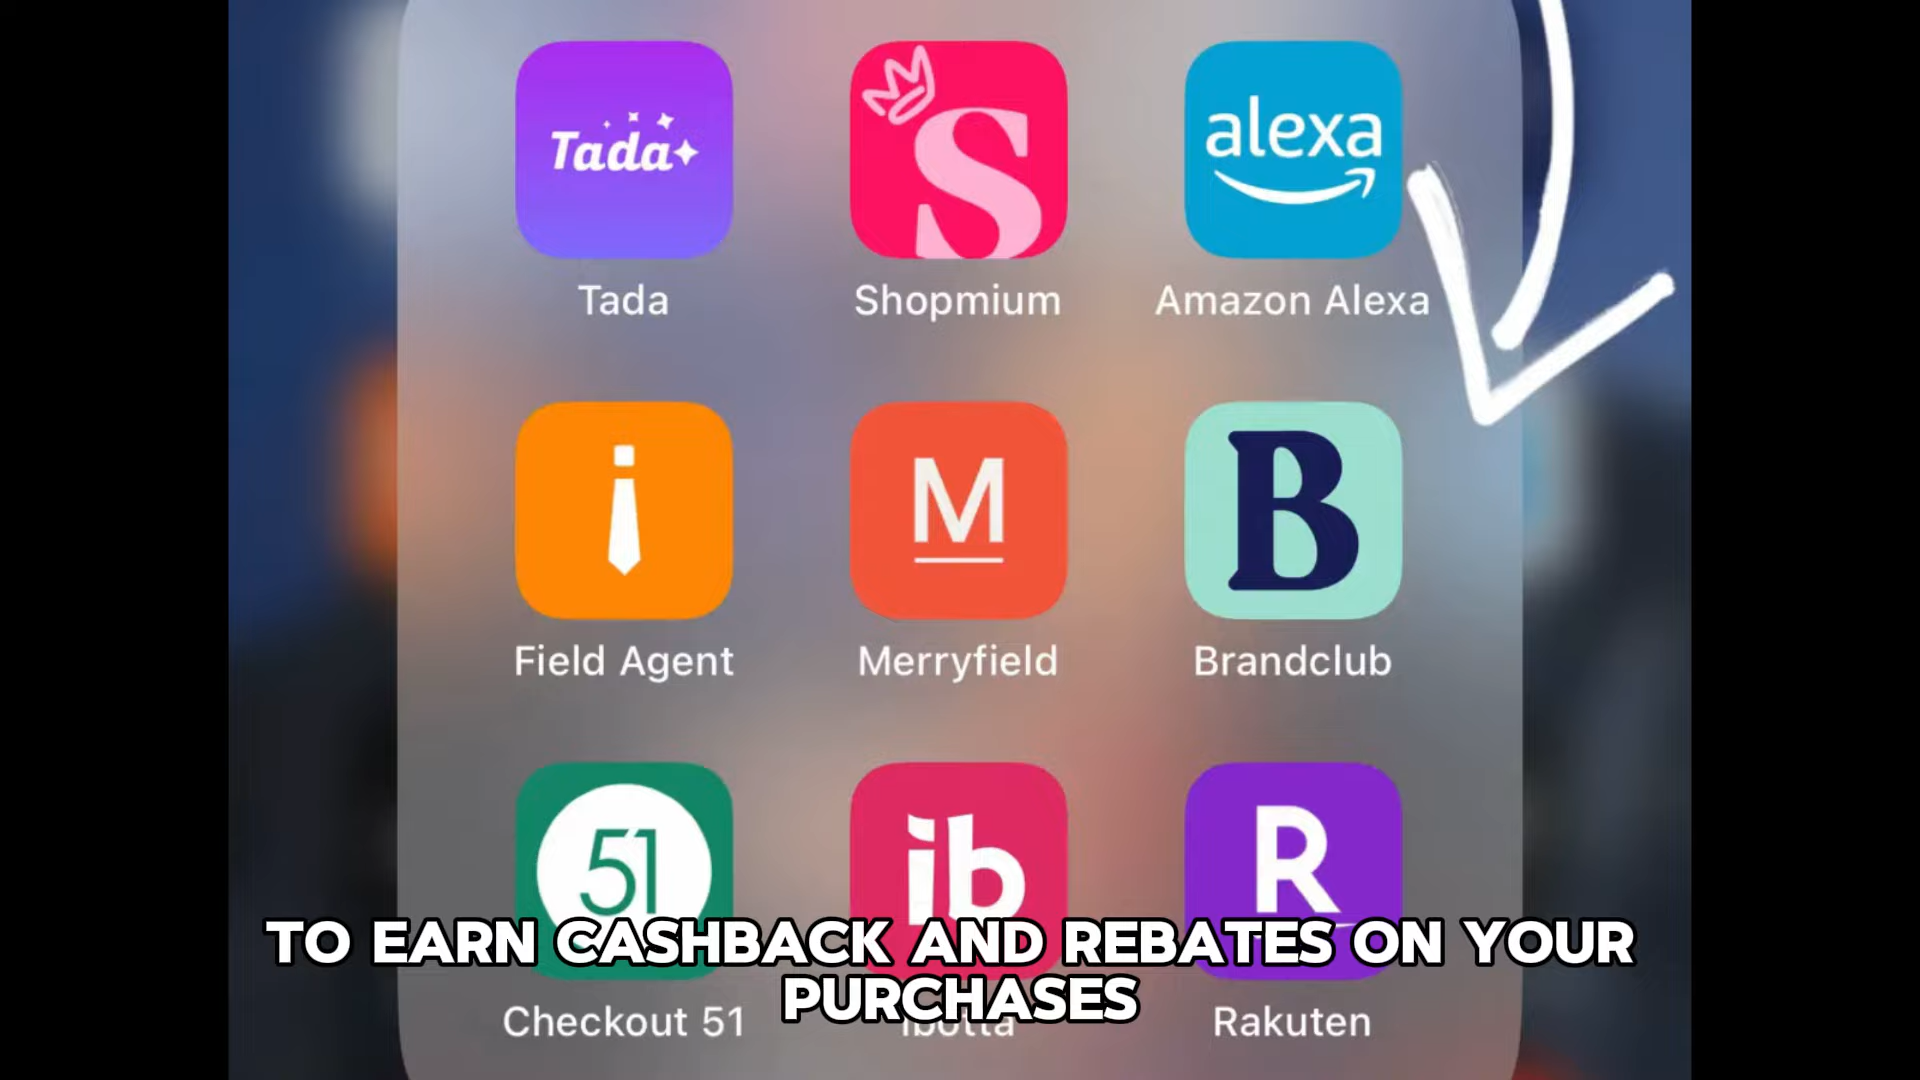 Tada
S
alexa
Tada
Shopmium
Amazon Alexa
i
M
B
Field Agent
Merryfield
Brandclub
51
ib
R
TO EARN CASHBACK AND REBATES ON YOUR
PURCHASES
Checkout 51
Ibotta
Rakuten